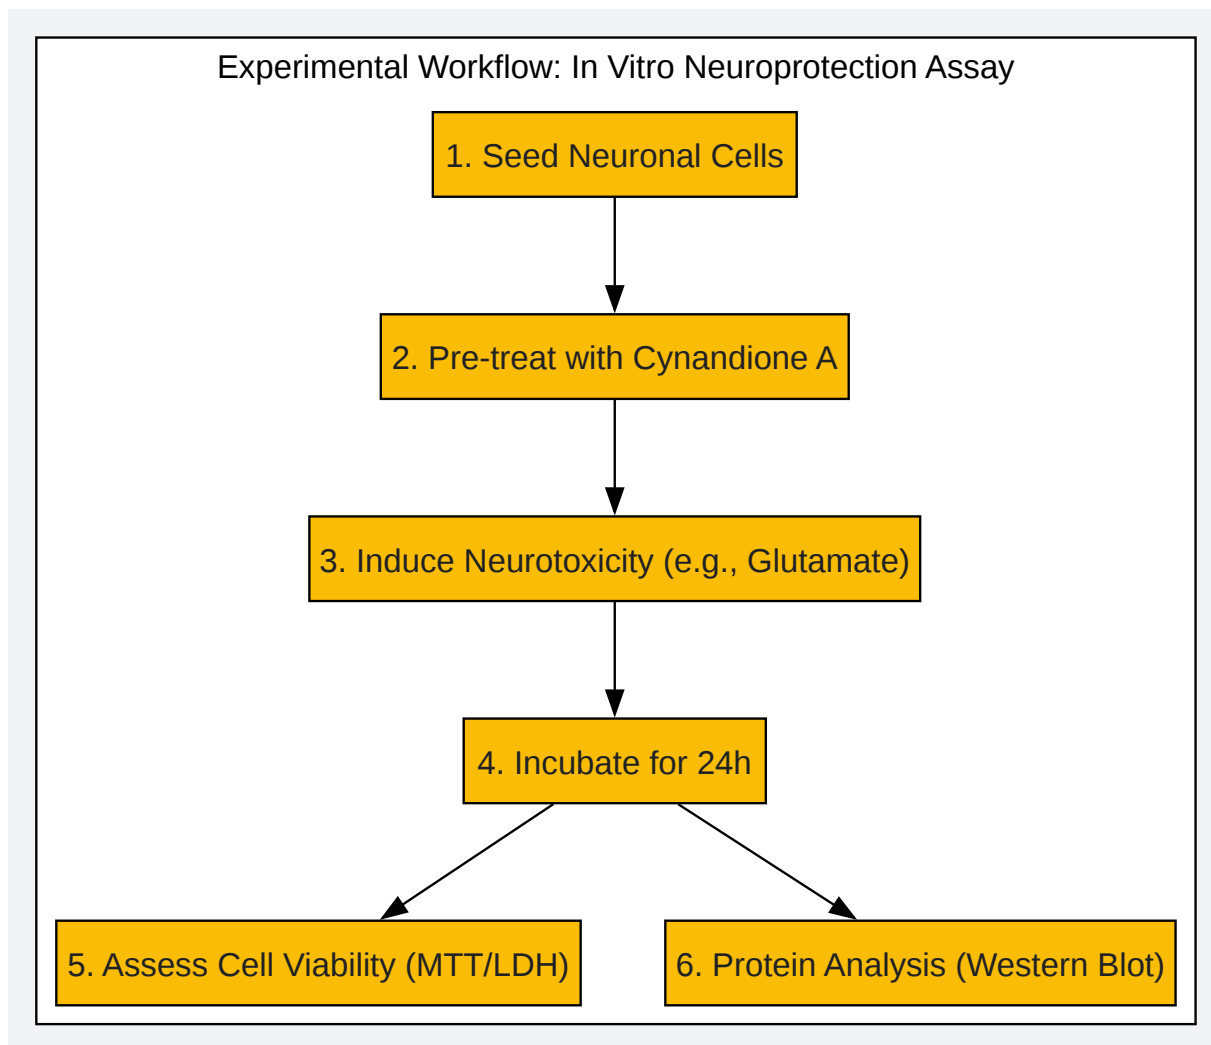 Experimental Workflow: In Vitro Neuroprotection Assay
1. Seed Neuronal Cells
2. Pre-treat with Cynandione A
3. Induce Neurotoxicity (e.g., Glutamate)
4. Incubate for 24h
5. Assess Cell Viability (MTT/LDH)
6. Protein Analysis (Western Blot)